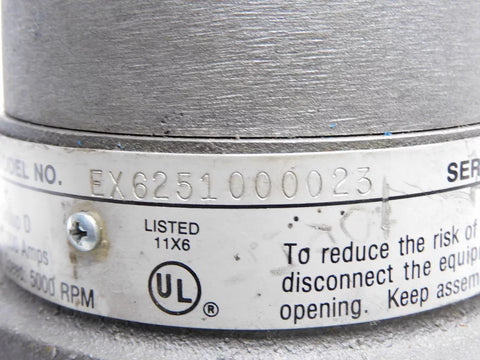 ODEL NO. EX6251000023 SER
D
Amps
5000 RPM
LISTED
11X6
UL ®
To reduce the risk of
disconnect the equip
opening. Keep assem